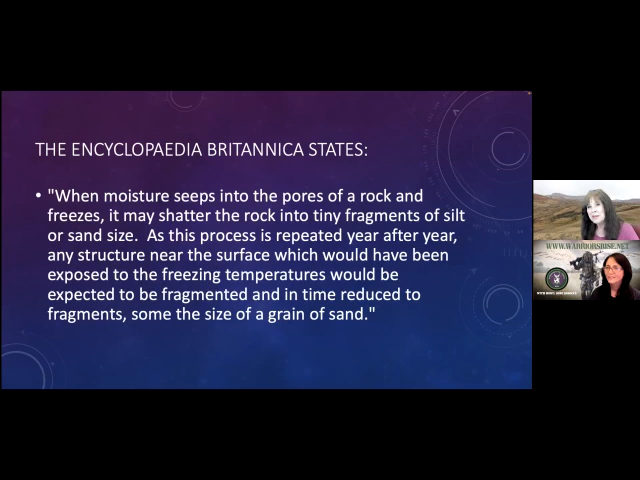 THE ENCYCLOPAEDIA BRITANNICA STATES:
• "When moisture seeps into the pores of a rock and
freezes, it may shatter the rock into tiny fragments of silt
or sand size. As this process is repeated year after year,
any structure near the surface which would have been
exposed to the freezing temperatures would be
expected to be fragmented and in time reduced to
fragments, some the size of a grain of sand."
WWW.WARRIORSRISE.NET